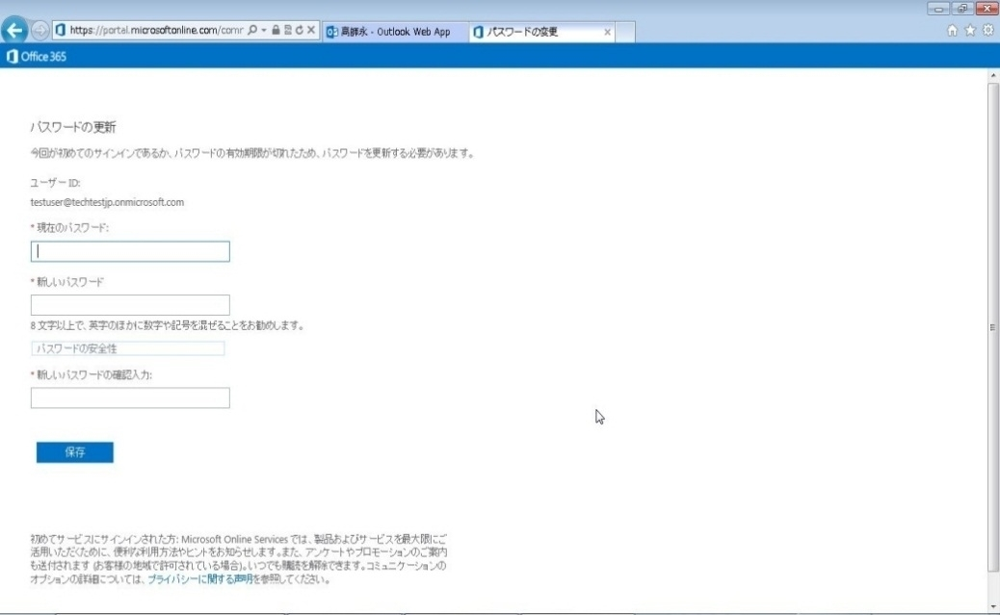 https://portal.microsoftonline.com/comr
高師永 - Outlook Web App
パスワードの変更
Office 365
パスワードの更新
今回が初めてのサインインであるか、パスワードの有効期限が切れたため、パスワードを更新する必要があります。
ユーザー ID:
testuser@techtestjp.onmicrosoft.com
* 現在のパスワード:
* 新しいパスワード
8 文字以上で、英字のほかに数字や記号を混ぜることをお勧めします。
パスワードの安全性
* 新しいパスワードの確認入力:
保存
初めてサービスにサインインされた方: Microsoft Online Services では、製品およびサービスを最大限にご
活用いただくために、便利な利用方法やヒントをお知らせします。また、アンケートやプロモーションのご案内
も送付されます (お客様の地域で許可されている場合)。いつでも購読を解除できます。コミュニケーションの
オプションの詳細については、プライバシーに関する声明を参照してください。